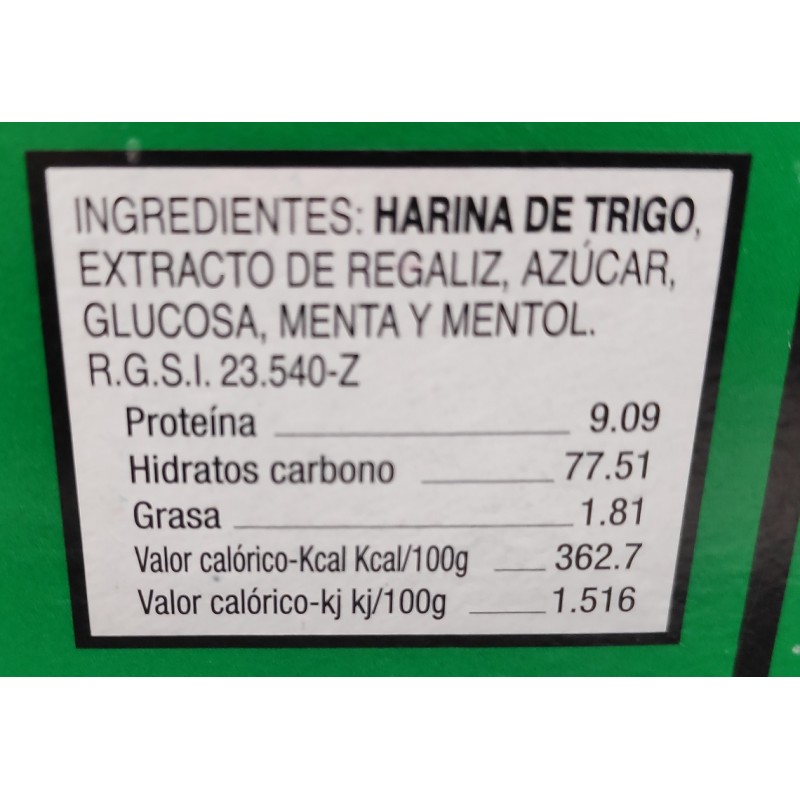 INGREDIENTES: HARINA DE TRIGO,
EXTRACTO DE REGALIZ, AZÚCAR,
GLUCOSA, MENTA Y MENTOL.
R.G.S.I. 23.540-Z
Proteína 9.09
Hidratos carbono 77.51
Grasa 1.81
Valor calórico-Kcal Kcal/100g 362.7
Valor calórico-kj kj/100g 1.516